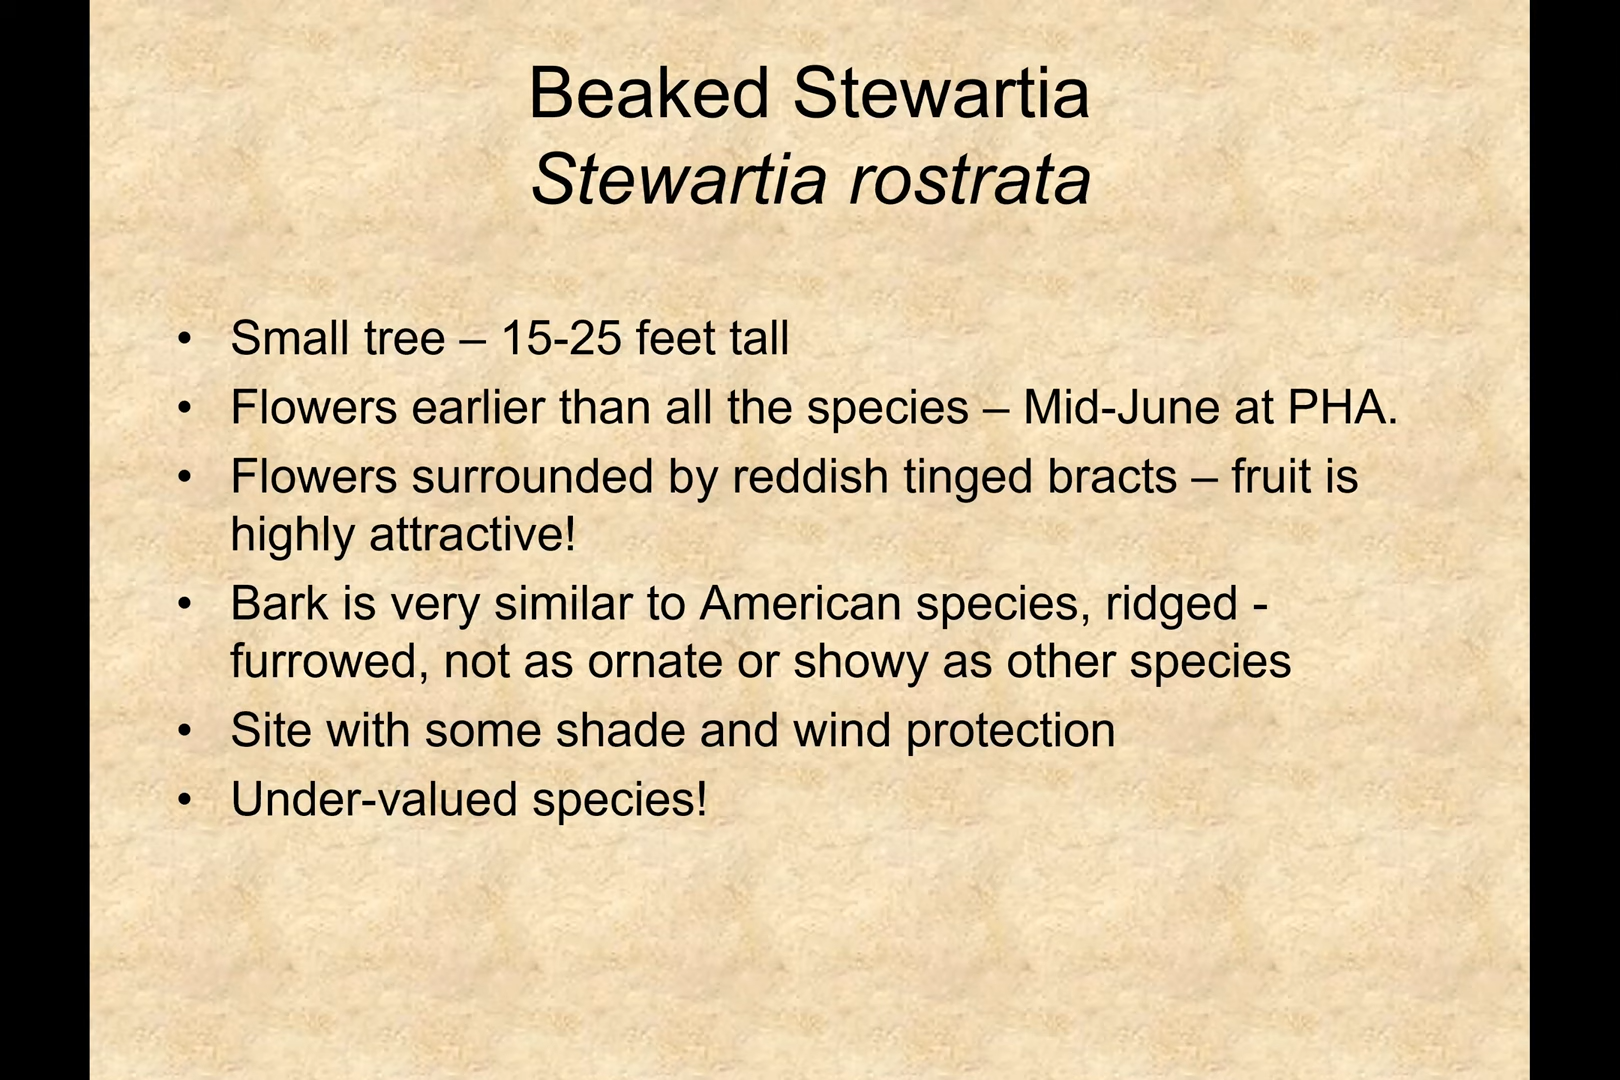 Beaked Stewartia
Stewartia rostrata
• Small tree – 15-25 feet tall
• Flowers earlier than all the species – Mid-June at PHA.
• Flowers surrounded by reddish tinged bracts – fruit is
highly attractive!
• Bark is very similar to American species, ridged -
furrowed, not as ornate or showy as other species
• Site with some shade and wind protection
• Under-valued species!